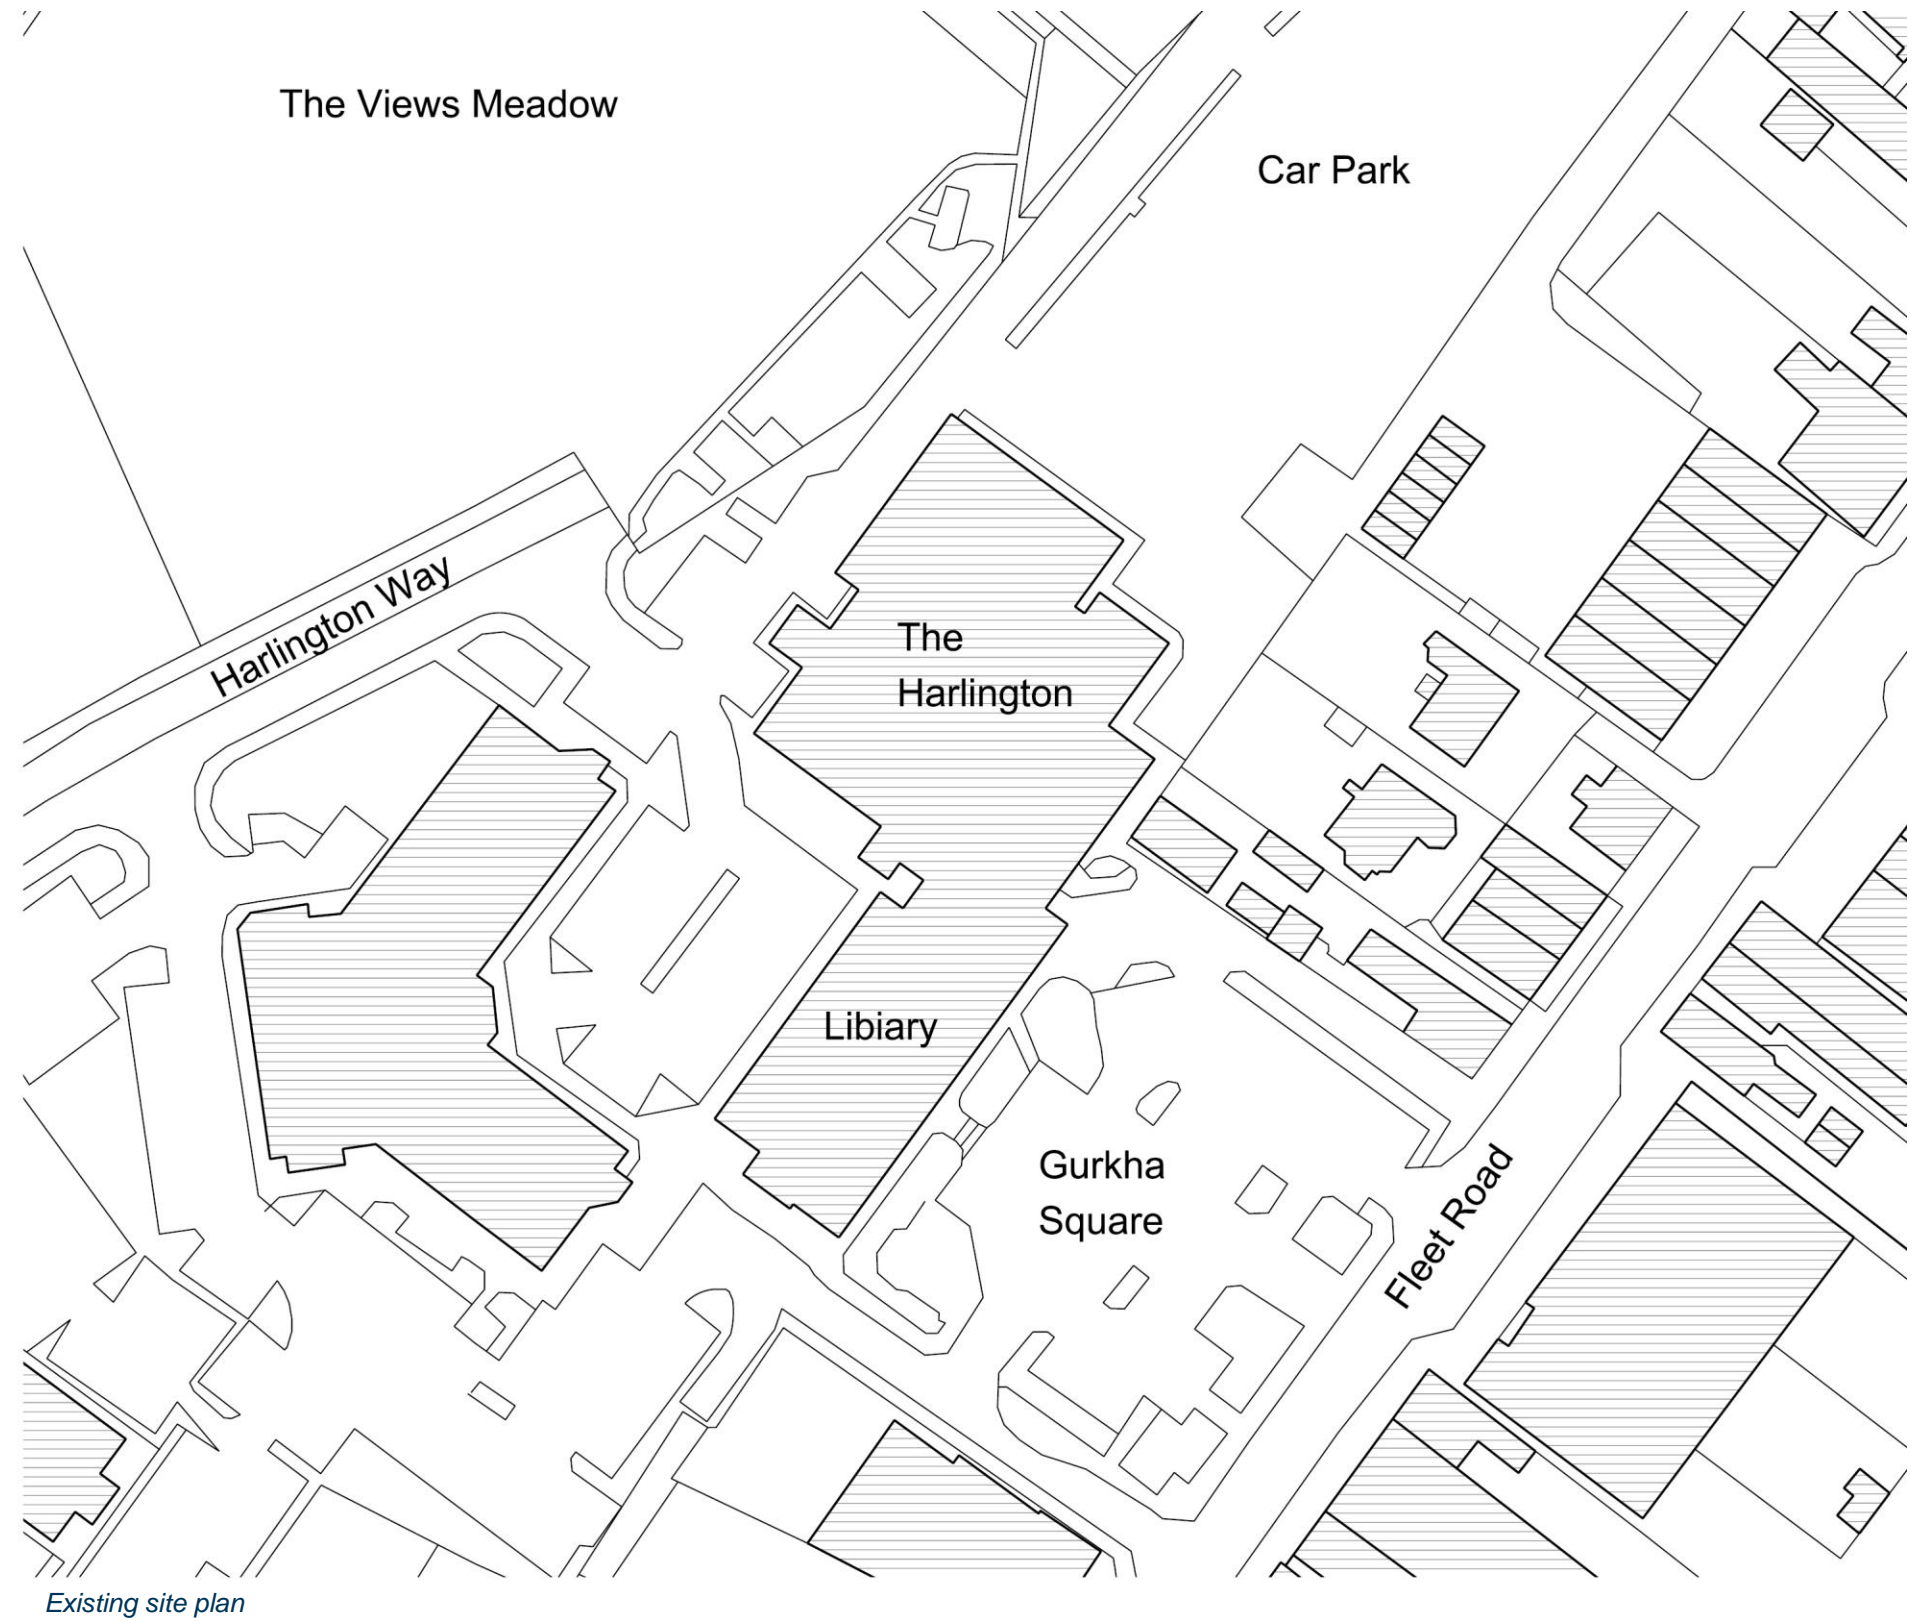 The Views Meadow
Car Park
Harlington Way
The
Harlington
Libiary
Gurkha
Square
Fleet Road
Existing site plan